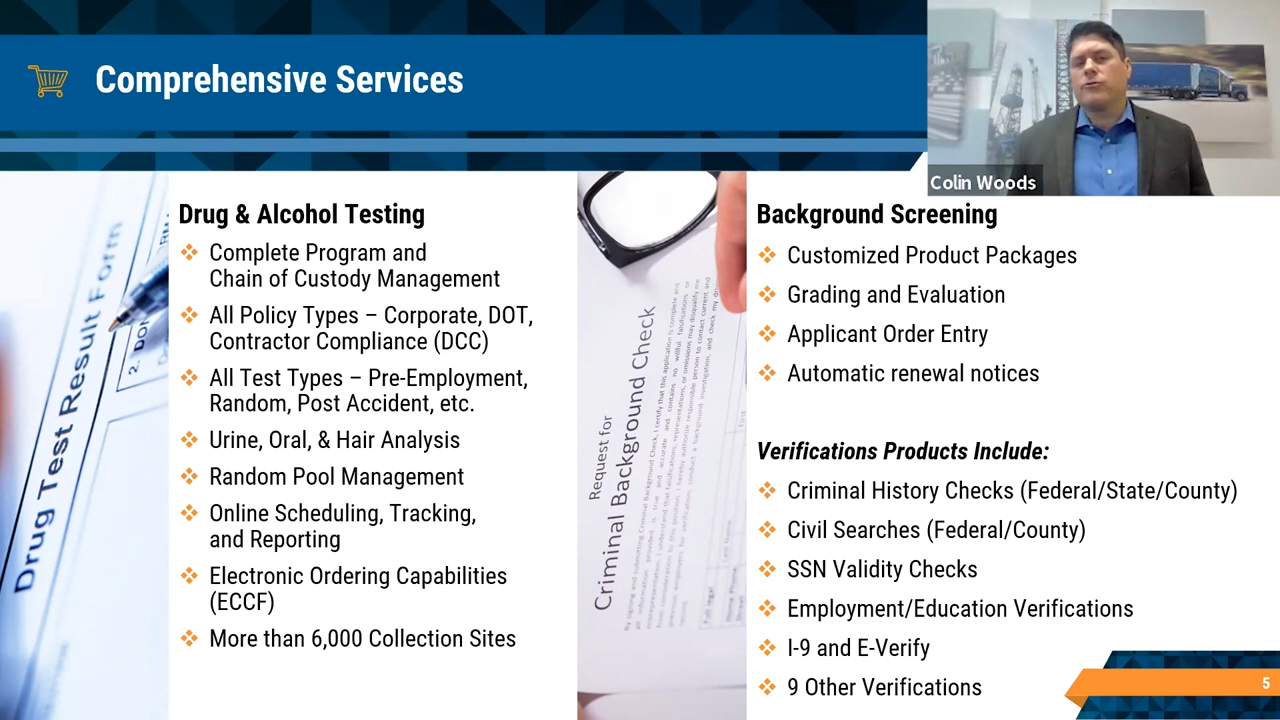 Comprehensive Services
Colin Woods
Drug & Alcohol Testing
Complete Program and
Chain of Custody Management
All Policy Types – Corporate, DOT,
Contractor Compliance (DCC)
All Test Types – Pre-Employment,
Random, Post Accident, etc.
Urine, Oral, & Hair Analysis
Random Pool Management
Online Scheduling, Tracking,
and Reporting
Electronic Ordering Capabilities
(ECCF)
More than 6,000 Collection Sites
Drug Test Result Form
Request for
Criminal Background Check
Background Screening
Customized Product Packages
Grading and Evaluation
Applicant Order Entry
Automatic renewal notices
Verifications Products Include:
Criminal History Checks (Federal/State/County)
Civil Searches (Federal/County)
SSN Validity Checks
Employment/Education Verifications
I-9 and E-Verify
9 Other Verifications
5